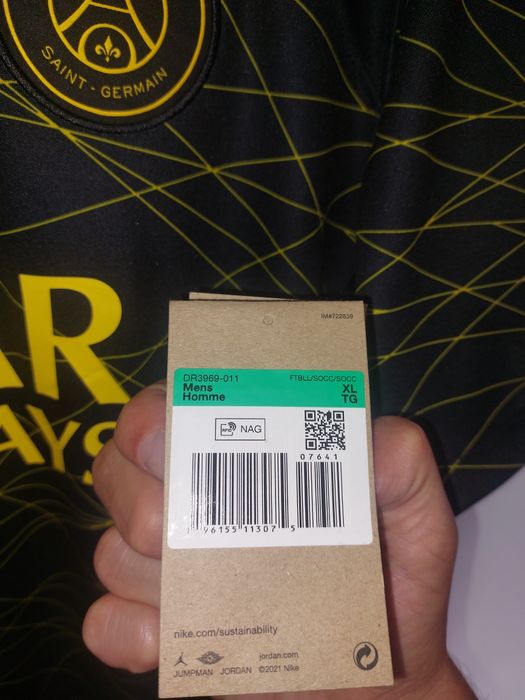 SAINT - GERMAIN
AR
AYS
IM#722639
DR3969-011 FTBLL/SOCC/SOCC
Mens XL
Homme TG
RFID NAG
07641
96155 11307 5
nike.com/sustainability
jordan.com
JUMPMAN JORDAN ©2021 Nike